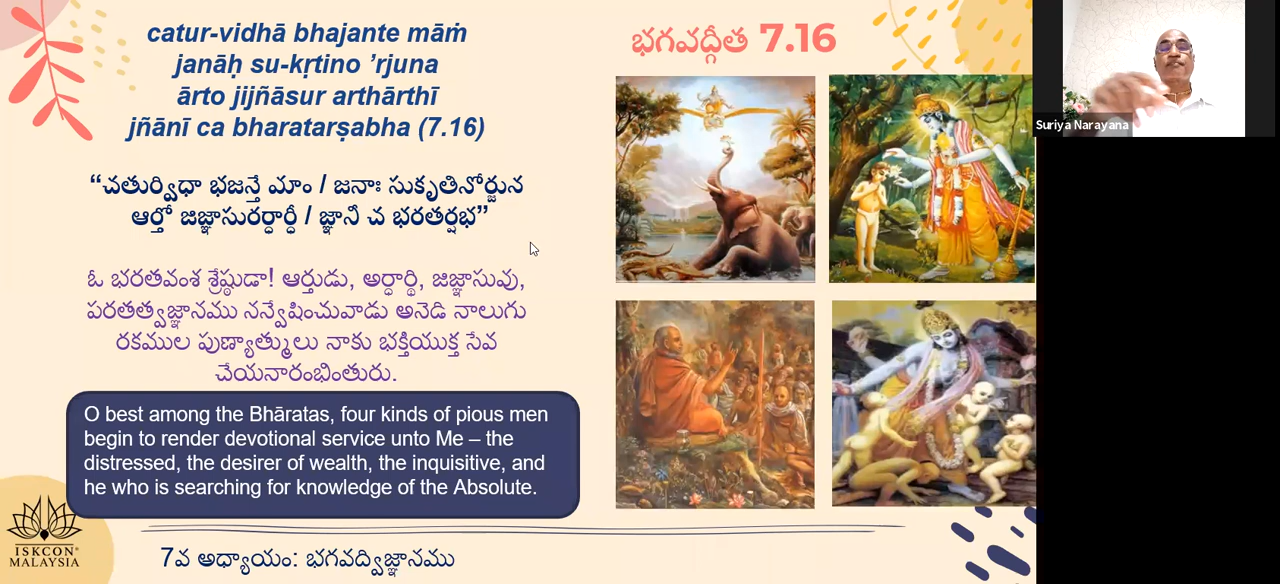 catur-vidhā bhajante māṁ
janāḥ su-kṛtino ’rjuna
ārto jijñāsur arthārthī
jñānī ca bharatarṣabha (7.16)
“చతుర్విధా భజన్తే మాం / జనాః సుకృతినోర్జున
ఆర్తో జిజ్ఞాసురర్థార్థీ / జ్ఞానీ చ భరతర్షభ”
ఓ భరతవంశ శ్రేష్ఠుడా! ఆర్తుడు, అర్థార్థి, జిజ్ఞాసువు,
పరతత్వజ్ఞానము నన్వేషించువాడు అనెడి నాలుగు
రకముల పుణ్యాత్ములు నాకు భక్తియుక్త సేవ
చేయనారంభింతురు.
O best among the Bhāratas, four kinds of pious men
begin to render devotional service unto Me – the
distressed, the desirer of wealth, the inquisitive, and
he who is searching for knowledge of the Absolute.
ISKCON®
MALAYSIA
7వ అధ్యాయం: భగవద్విజ్ఞానము
భగవద్గీత 7.16
Suriya Narayana